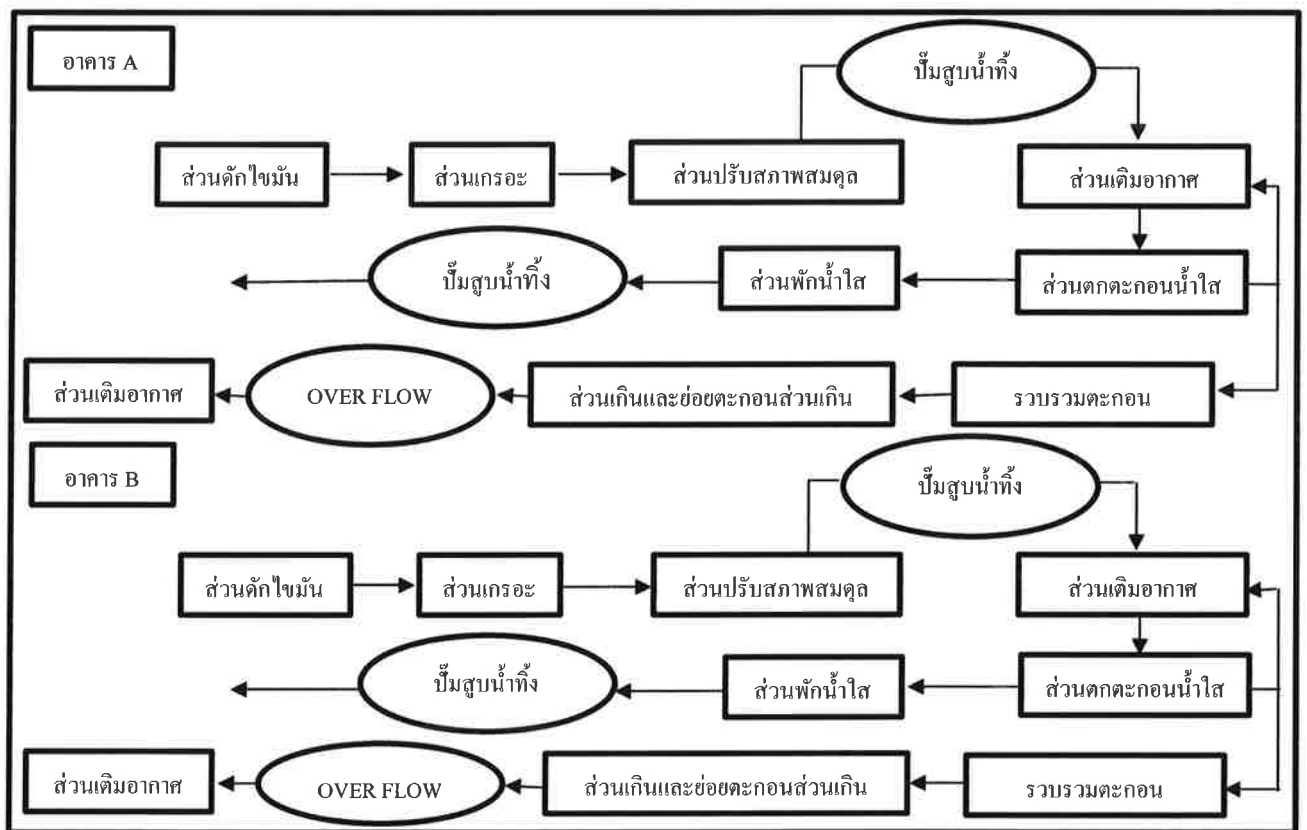 อาคาร A
ปั๊มสูบน้ำทิ้ง
ส่วนดักไขมัน
ส่วนเกรอะ
ส่วนปรับสภาพสมดุล
ส่วนเติมอากาศ
ปั๊มสูบน้ำทิ้ง
ส่วนพักน้ำใส
ส่วนตกตะกอนน้ำใส
ส่วนเติมอากาศ
OVER FLOW
ส่วนเกินและย่อยตะกอนส่วนเกิน
รวบรวมตะกอน
อาคาร B
ปั๊มสูบน้ำทิ้ง
ส่วนดักไขมัน
ส่วนเกรอะ
ส่วนปรับสภาพสมดุล
ส่วนเติมอากาศ
ปั๊มสูบน้ำทิ้ง
ส่วนพักน้ำใส
ส่วนตกตะกอนน้ำใส
ส่วนเติมอากาศ
OVER FLOW
ส่วนเกินและย่อยตะกอนส่วนเกิน
รวบรวมตะกอน